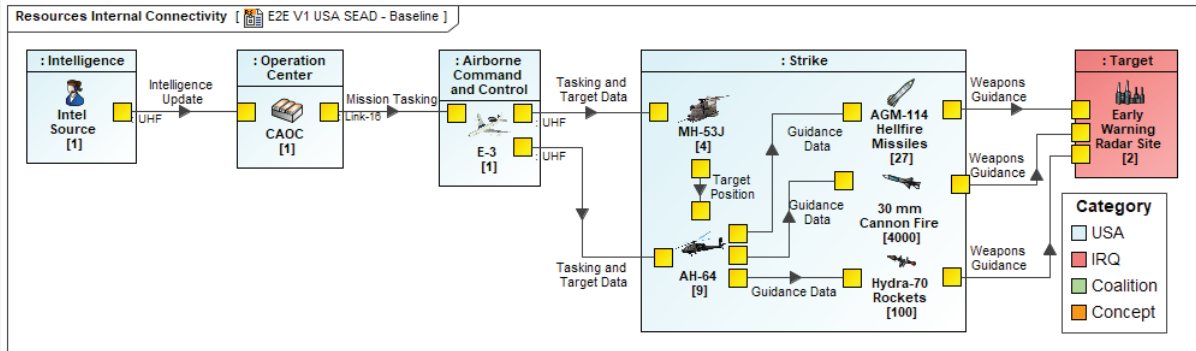 Resources Internal Connectivity [ E2E V1 USA SEAD - Baseline ]
: Intelligence
Intel
Source
[1]
: UHF
Intelligence
Update
: Operation
Center
CAOC
[1]
: Link-16
Mission Tasking
: Airborne
Command
and Control
E-3
[1]
: UHF
: UHF
Tasking and
Target Data
Tasking and
Target Data
: Strike
MH-53J
[4]
Target
Position
AH-64
[9]
Guidance
Data
Guidance
Data
Guidance Data
AGM-114
Hellfire
Missiles
[27]
30 mm
Cannon Fire
[4000]
Hydra-70
Rockets
[100]
Weapons
Guidance
Weapons
Guidance
Weapons
Guidance
: Target
Early
Warning
Radar Site
[2]
Category
USA
IRQ
Coalition
Concept